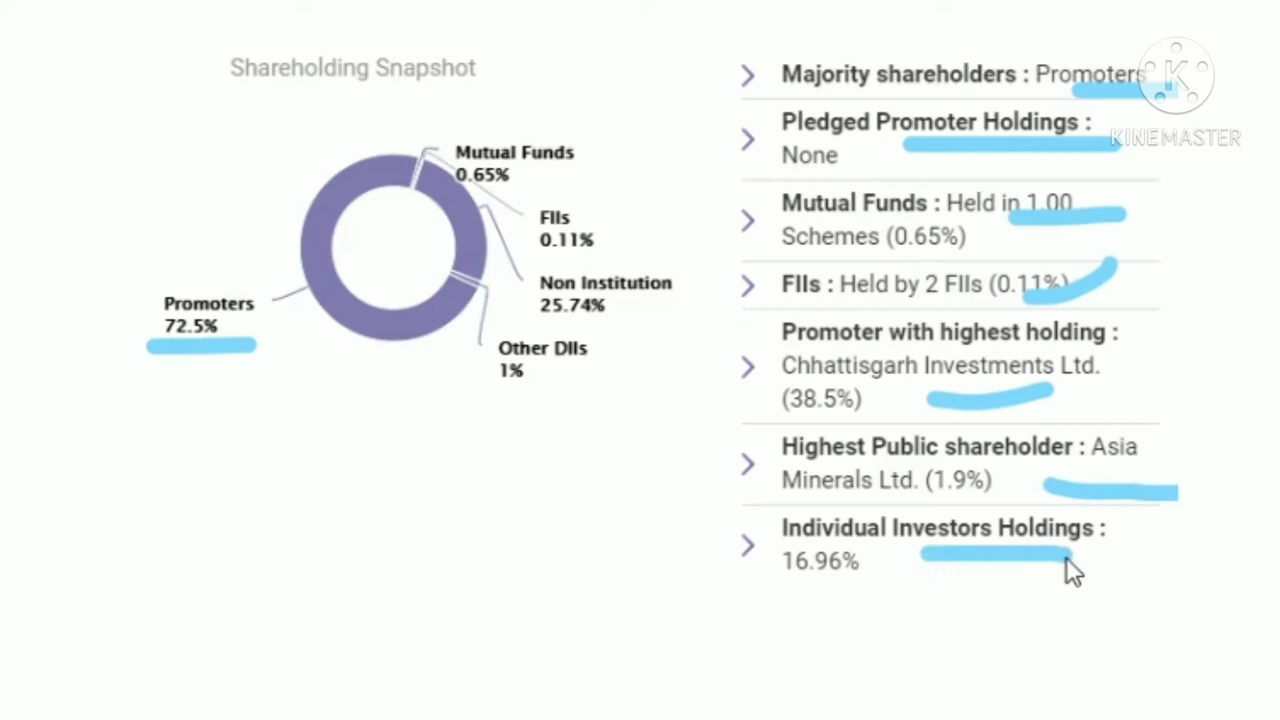 Shareholding Snapshot
Mutual Funds
0.65%
FIIs
0.11%
Non Institution
25.74%
Promoters
72.5%
Other DIIs
1%
Majority shareholders : Promoters
Pledged Promoter Holdings :
None
Mutual Funds : Held in 1.00
Schemes (0.65%)
FIIs : Held by 2 FIIs (0.11%)
Promoter with highest holding :
Chhattisgarh Investments Ltd.
(38.5%)
Highest Public shareholder : Asia
Minerals Ltd. (1.9%)
Individual Investors Holdings :
16.96%
K
KINEMASTER